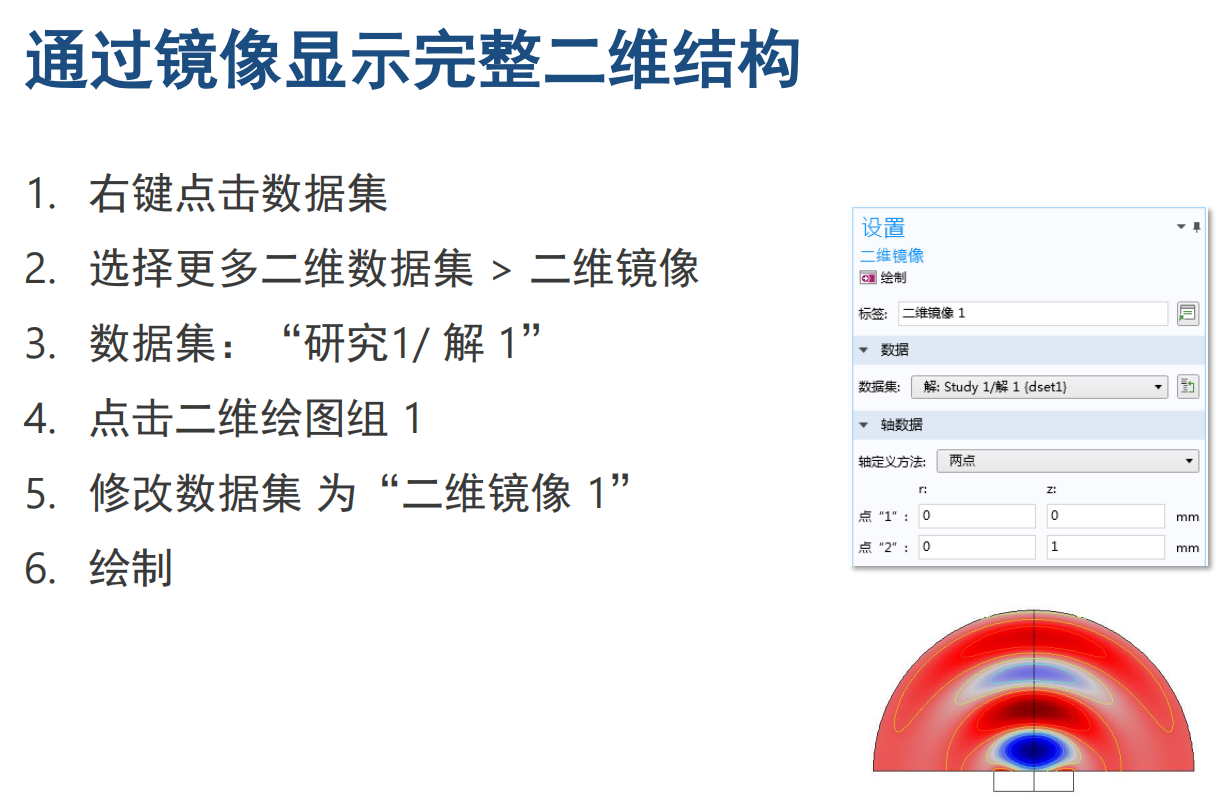 通过镜像显示完整二维结构
1. 右键点击数据集
2. 选择更多二维数据集 > 二维镜像
3. 数据集：“研究1/ 解 1”
4. 点击二维绘图组 1
5. 修改数据集 为“二维镜像 1”
6. 绘制
设置
二维镜像
绘制
标签: 二维镜像 1
数据
数据集: 解: Study 1/解 1 {dset1}
轴数据
轴定义方法: 两点
r: z:
点 “1” : 0 0 mm
点 “2” : 0 1 mm